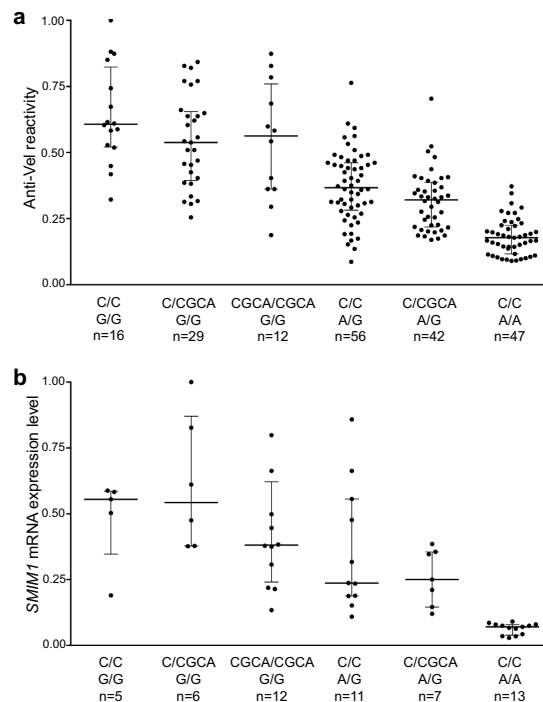 a
Anti-Vel reactivity
1.00
0.75
0.50
0.25
0.00
C/C C/CGCA CGCA/CGCA C/C C/CGCA C/C
G/G G/G G/G A/G A/G A/A
n=16 n=29 n=12 n=56 n=42 n=47
b
SMIM1 mRNA expression level
1.00
0.75
0.50
0.25
0.00
C/C C/CGCA CGCA/CGCA C/C C/CGCA C/C
G/G G/G G/G A/G A/G A/A
n=5 n=6 n=12 n=11 n=7 n=13